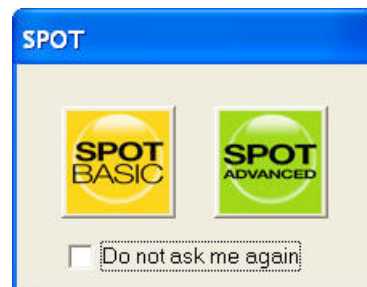 SPOT
SPOT
BASIC
SPOT
ADVANCED
Do not ask me again